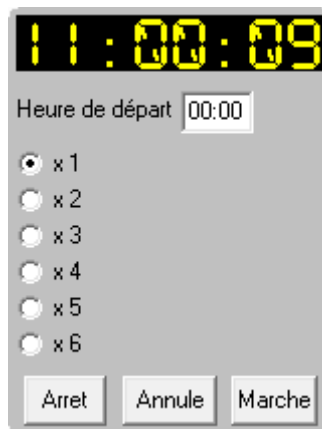 11:00:09
Heure de départ 00:00
x 1
x 2
x 3
x 4
x 5
x 6
Arret Annule Marche